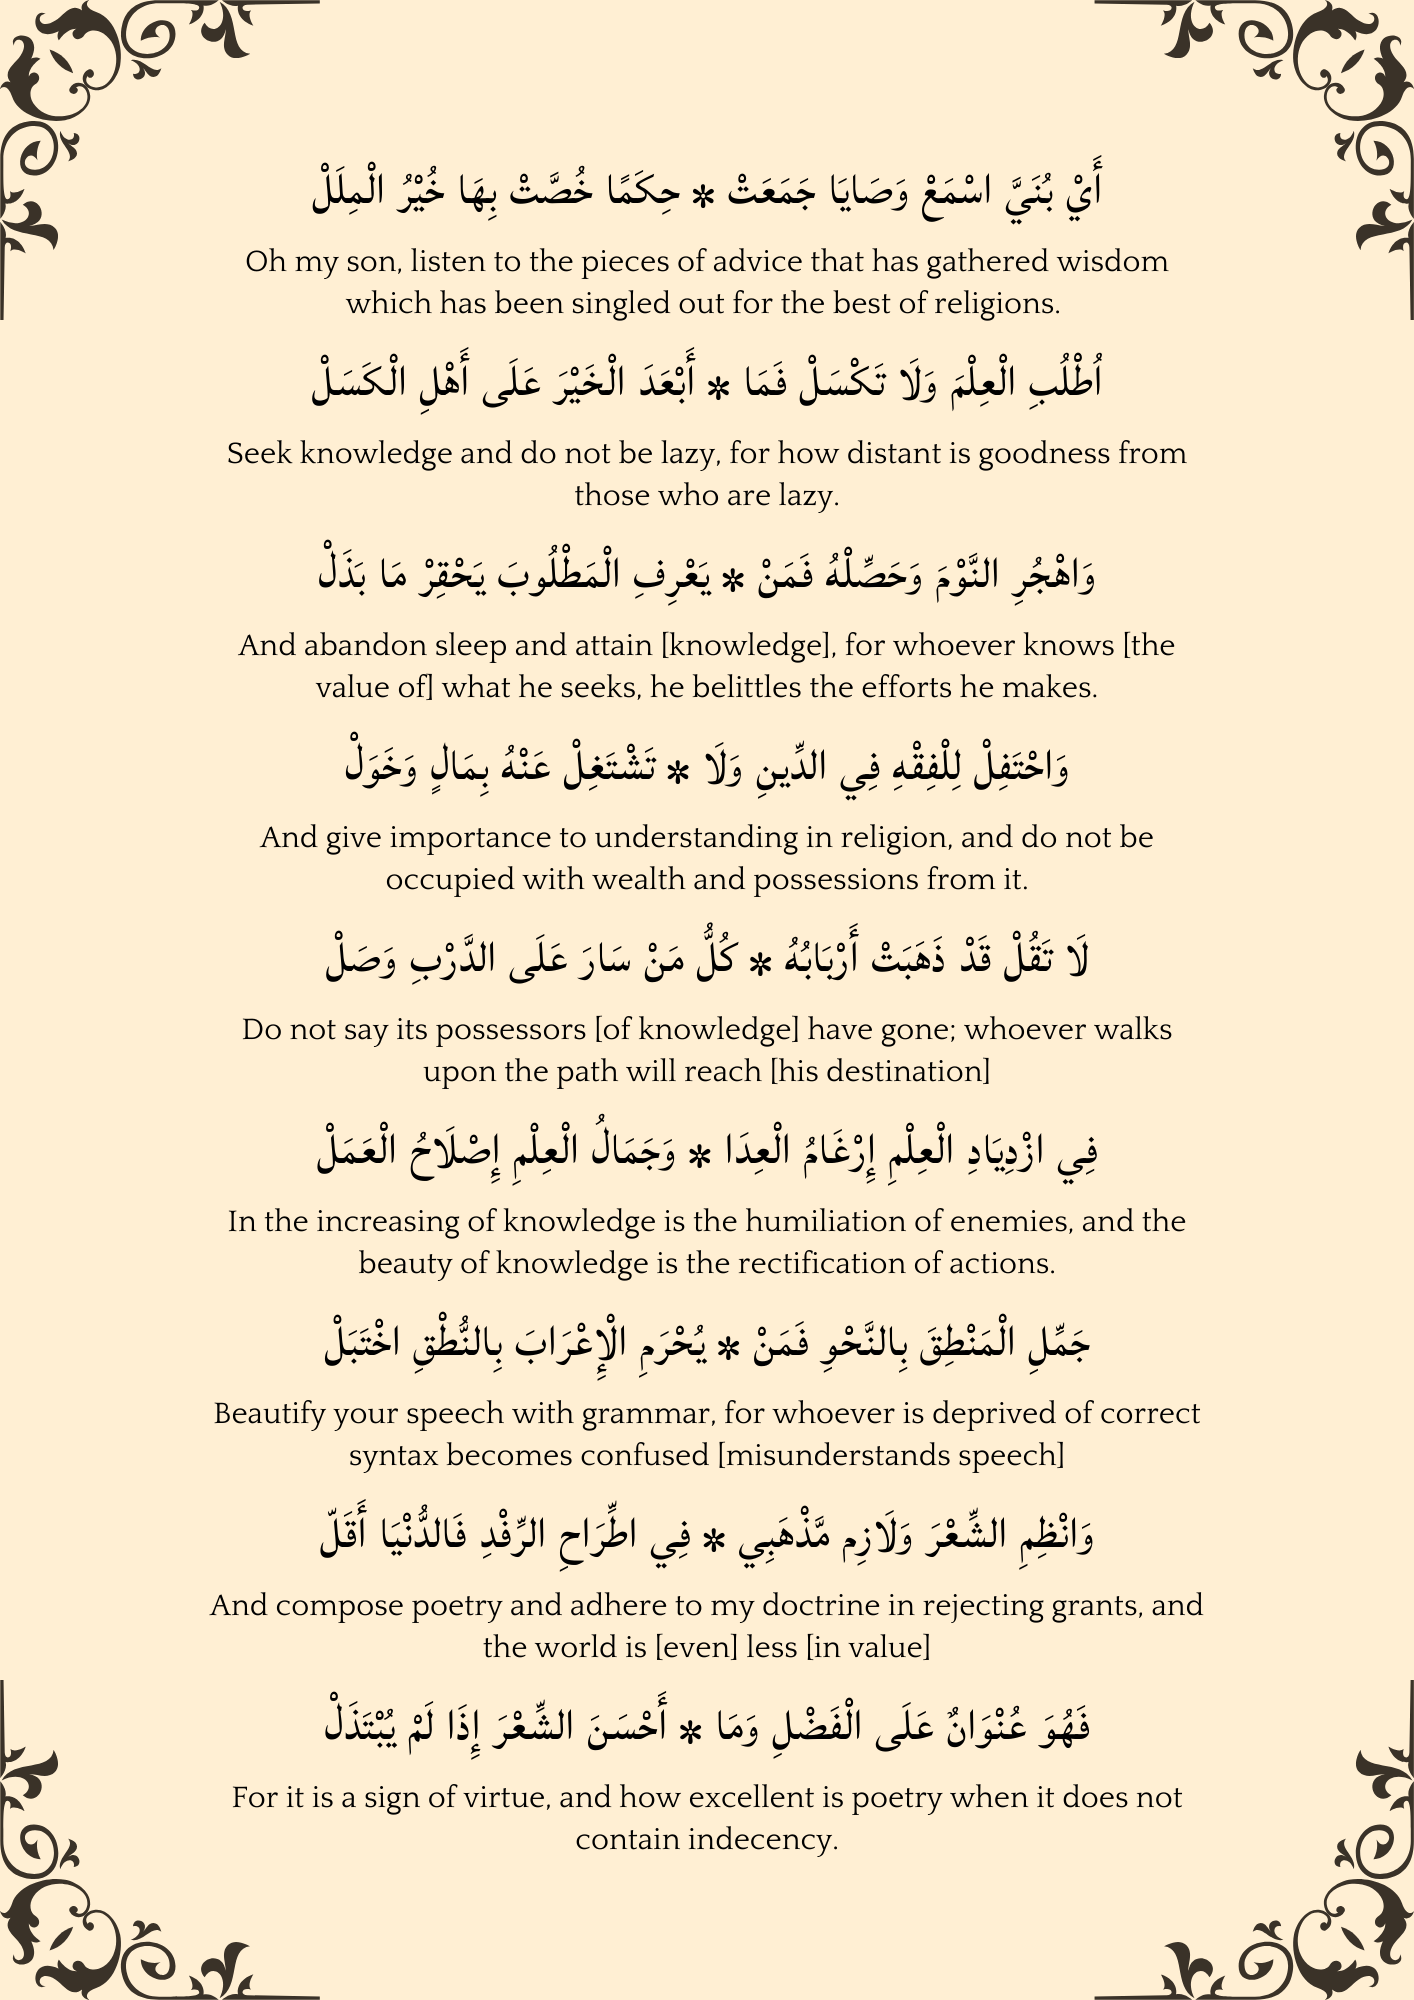 أَيْ بُنَيَّ اسْمَعْ وَصَايَا جَمَعَتْ * حِكَمًا خُصَّتْ بِهَا خُيْرُ الْمِلَلْ
Oh my son, listen to the pieces of advice that has gathered wisdom
which has been singled out for the best of religions.
اُطْلُبِ الْعِلْمَ وَلَا تَكْسَلْ فَمَا * أَبْعَدَ الْخَيْرَ عَلَى أَهْلِ الْكَسَلْ
Seek knowledge and do not be lazy, for how distant is goodness from
those who are lazy.
وَاهْجُرِ النَّوْمَ وَحَصِّلْهُ فَمَنْ * يَعْرِفِ الْمَطْلُوبَ يَحْقِرْ مَا بَذَلْ
And abandon sleep and attain [knowledge], for whoever knows [the
value of] what he seeks, he belittles the efforts he makes.
وَاحْتَفِلْ لِلْفِقْهِ فِي الدِّينِ وَلَا * تَشْتَغِلْ عَنْهُ بِمَالٍ وَخَوَلْ
And give importance to understanding in religion, and do not be
occupied with wealth and possessions from it.
لَا تَقُلْ قَدْ ذَهَبَتْ أَرْبَابُهُ * كُلُّ مَنْ سَارَ عَلَى الدَّرْبِ وَصَلْ
Do not say its possessors [of knowledge] have gone; whoever walks
upon the path will reach [his destination]
فِي ازْدِيَادِ الْعِلْمِ إِرْغَامُ الْعِدَا * وَجَمَالُ الْعِلْمِ إِصْلَاحُ الْعَمَلْ
In the increasing of knowledge is the humiliation of enemies, and the
beauty of knowledge is the rectification of actions.
جَمِّلِ الْمَنْطِقَ بِالنَّحْوِ فَمَنْ * يُحْرَمِ الْإِعْرَابَ بِالنُّطْقِ اخْتَبَلْ
Beautify your speech with grammar, for whoever is deprived of correct
syntax becomes confused [misunderstands speech]
وَانْظِمِ الشِّعْرَ وَلَازِم مَّذْهَبِي * فِي اطِّرَاحِ الرِّفْدِ فَالدُّنْيَا أَقَلّ
And compose poetry and adhere to my doctrine in rejecting grants, and
the world is [even] less [in value]
فَهُوَ عُنْوَانٌ عَلَى الْفَضْلِ وَمَا * أَحْسَنَ الشِّعْرَ إِذَا لَمْ يُبْتَذَلْ
For it is a sign of virtue, and how excellent is poetry when it does not
contain indecency.